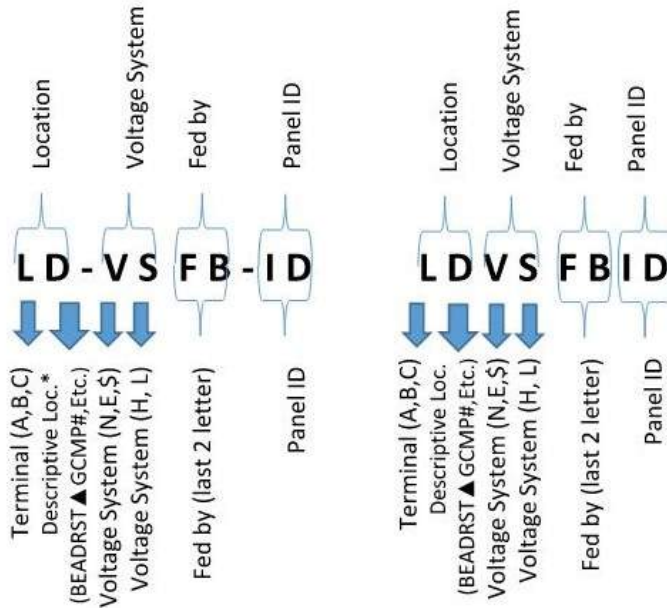 Location
Voltage System
Fed by
Panel ID
L D - V S F B - I D
Terminal (A,B,C)
Descriptive Loc.*
(BEADRST▲GCMP#,Etc.)
Voltage System (N,E,$)
Voltage System (H, L)
Fed by (last 2 letter)
Panel ID
Location
Voltage System
Fed by
Panel ID
L D V S F B I D
Terminal (A,B,C)
Descriptive Loc.
(BEADRST▲GCMP#,Etc.)
Voltage System (N,E,$)
Voltage System (H, L)
Fed by (last 2 letter)
Panel ID